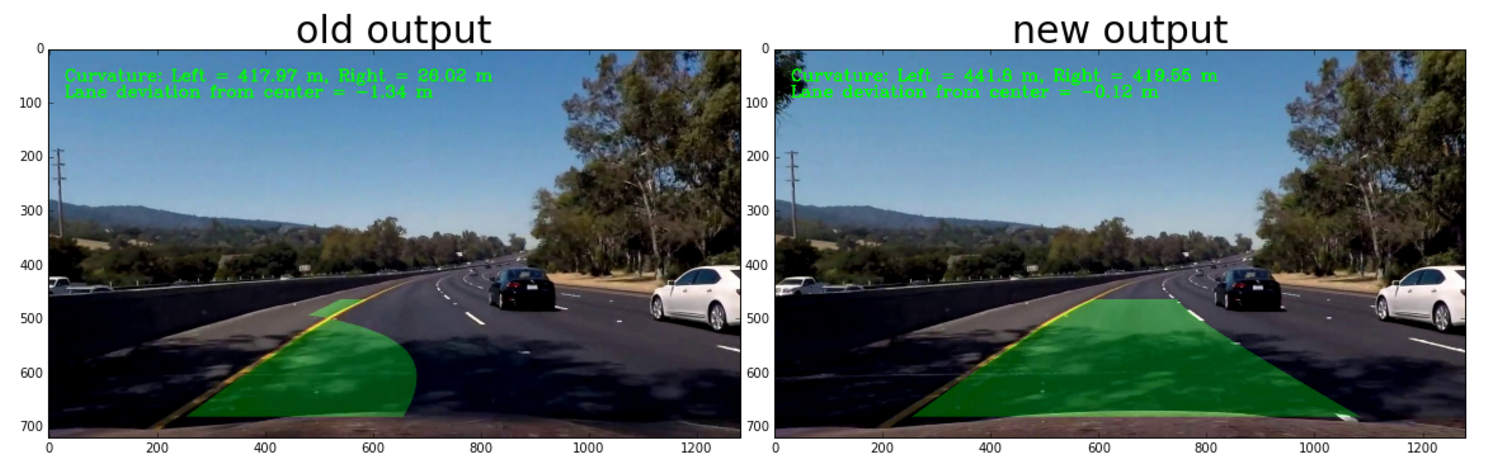 old output
Curvature: Left = 417.97 m, Right = 26.02 m
Lane deviation from center = -1.34 m
0
100
200
300
400
500
600
700
0 200 400 600 800 1000 1200
new output
Curvature: Left = 441.8 m, Right = 419.55 m
Lane deviation from center = -0.12 m
0
100
200
300
400
500
600
700
0 200 400 600 800 1000 1200